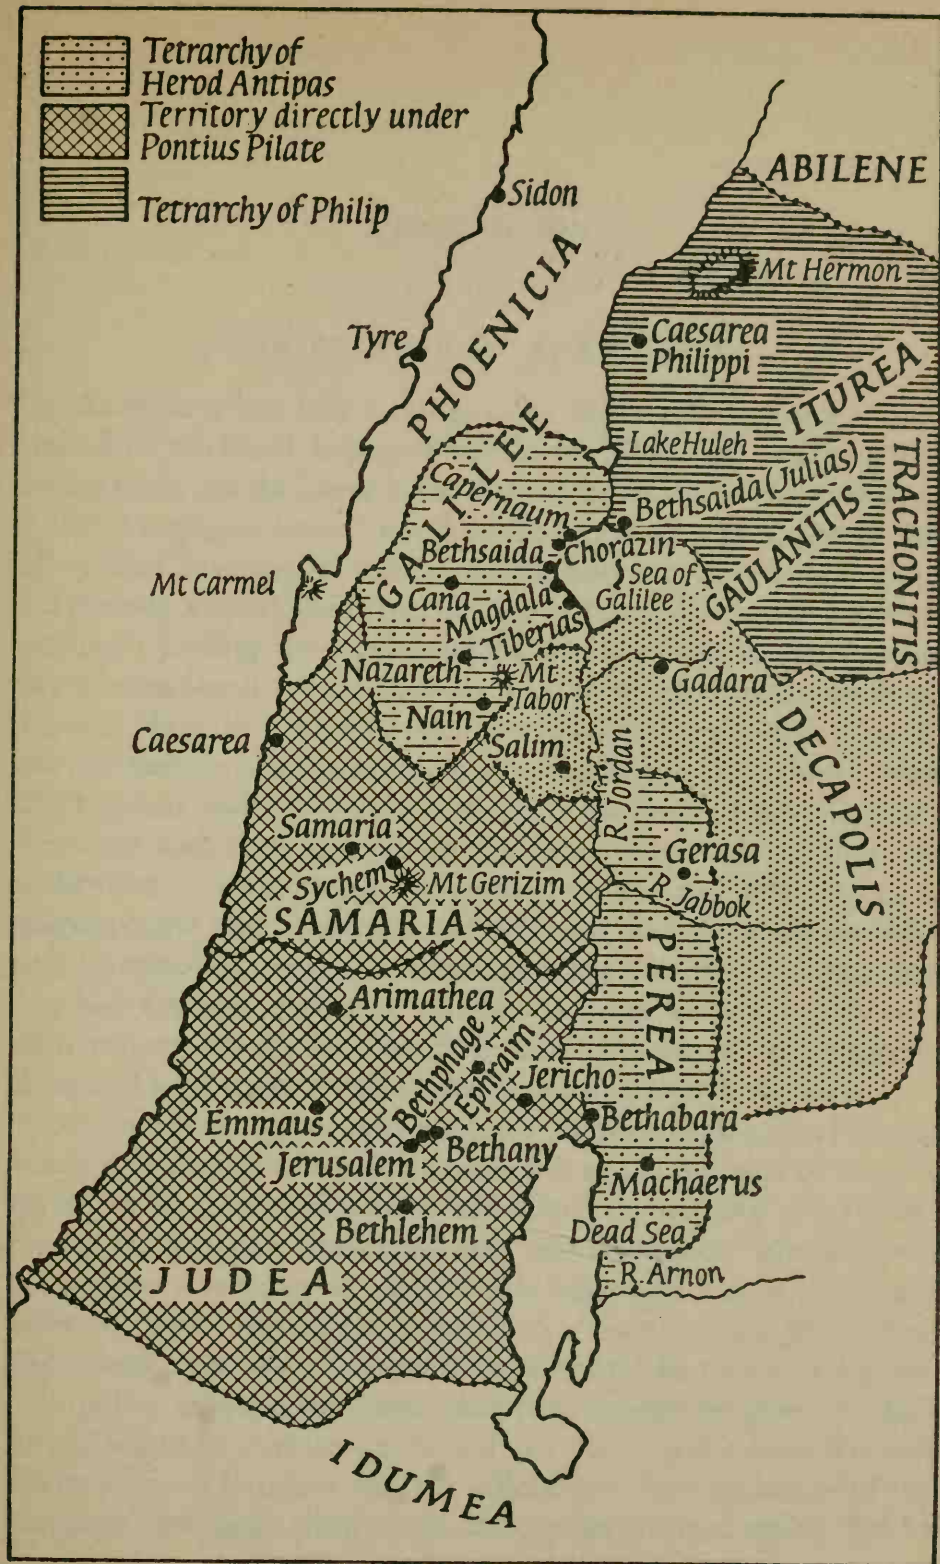 Tetrarchy of
Herod Antipas
Territory directly under
Pontius Pilate
Tetrarchy of Philip
ABILENE
Sidon
Mt Hermon
PHOENICIA
Tyre
Caesarea
Philippi
ITUREA
Lake Huleh
TRACHONITIS
GALILEE
Capernaum
Bethsaida (Julias)
Bethsaida
Chorazin
GAULANITIS
Mt Carmel
Cana
Sea of
Galilee
Magdala
Tiberias
Nazareth
Mt
Tabor
Gadara
Nain
Caesarea
Salim
DECAPOLIS
R. Jordan
Samaria
Gerasa
Sychem
Mt Gerizim
R. Jabbok
SAMARIA
PEREA
Arimathea
Bethphage
Ephraim
Jericho
Emmaus
Bethabara
Jerusalem
Bethany
Machaerus
Bethlehem
Dead Sea
JUDEA
R. Arnon
IDUMEA